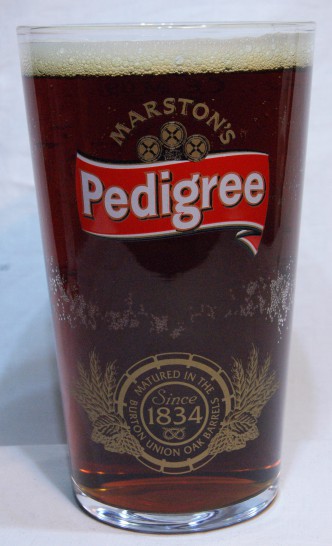 MARSTON'S
Pedigree
MATURED IN THE
Since
1834
BURTON UNION OAK BARRELS